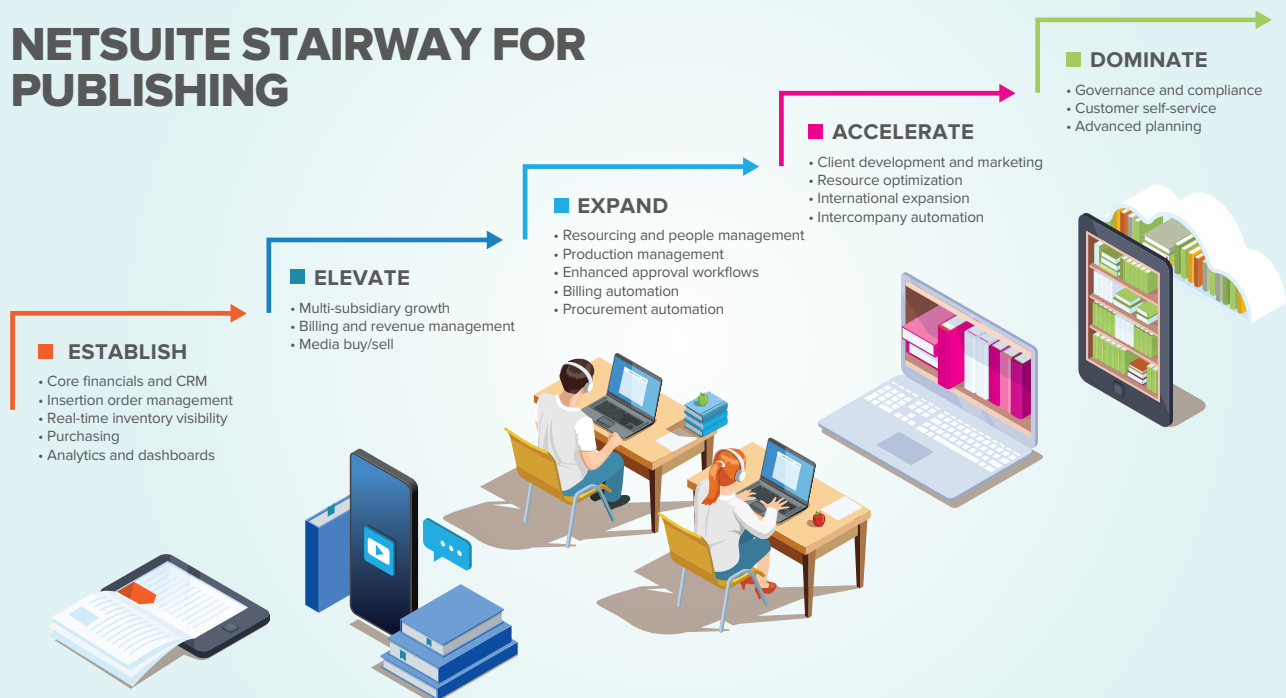 NETSUITE STAIRWAY FOR
PUBLISHING
ESTABLISH
• Core financials and CRM
• Insertion order management
• Real-time inventory visibility
• Purchasing
• Analytics and dashboards
ELEVATE
• Multi-subsidiary growth
• Billing and revenue management
• Media buy/sell
EXPAND
• Resourcing and people management
• Production management
• Enhanced approval workflows
• Billing automation
• Procurement automation
ACCELERATE
• Client development and marketing
• Resource optimization
• International expansion
• Intercompany automation
DOMINATE
• Governance and compliance
• Customer self-service
• Advanced planning